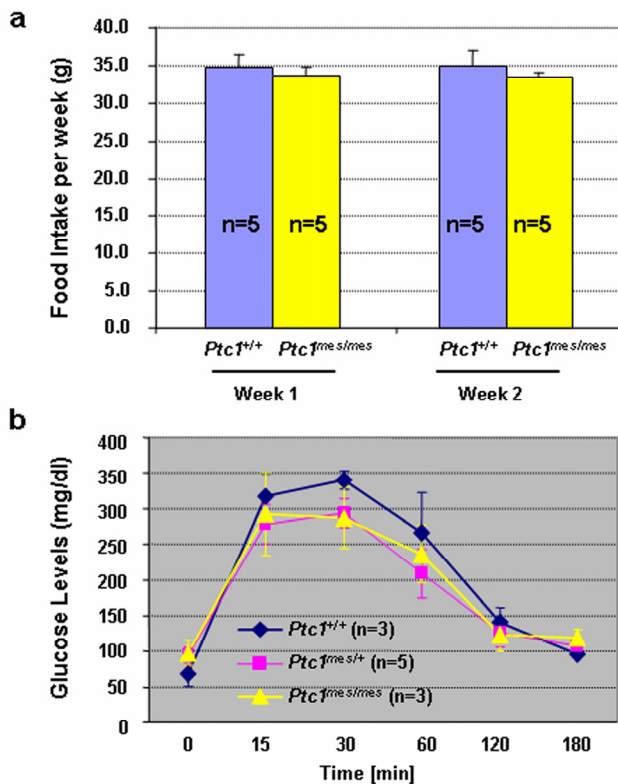 a
Food Intake per week (g)
40.0
35.0
30.0
25.0
20.0
15.0
10.0
5.0
0.0
n=5
n=5
n=5
n=5
Ptc1+/+ Ptc1mes/mes
Ptc1+/+ Ptc1mes/mes
Week 1
Week 2
b
Glucose Levels (mg/dl)
400
350
300
250
200
150
100
50
0
Ptc1+/+ (n=3)
Ptc1mes/+ (n=5)
Ptc1mes/mes (n=3)
0 15 30 60 120 180
Time [min]